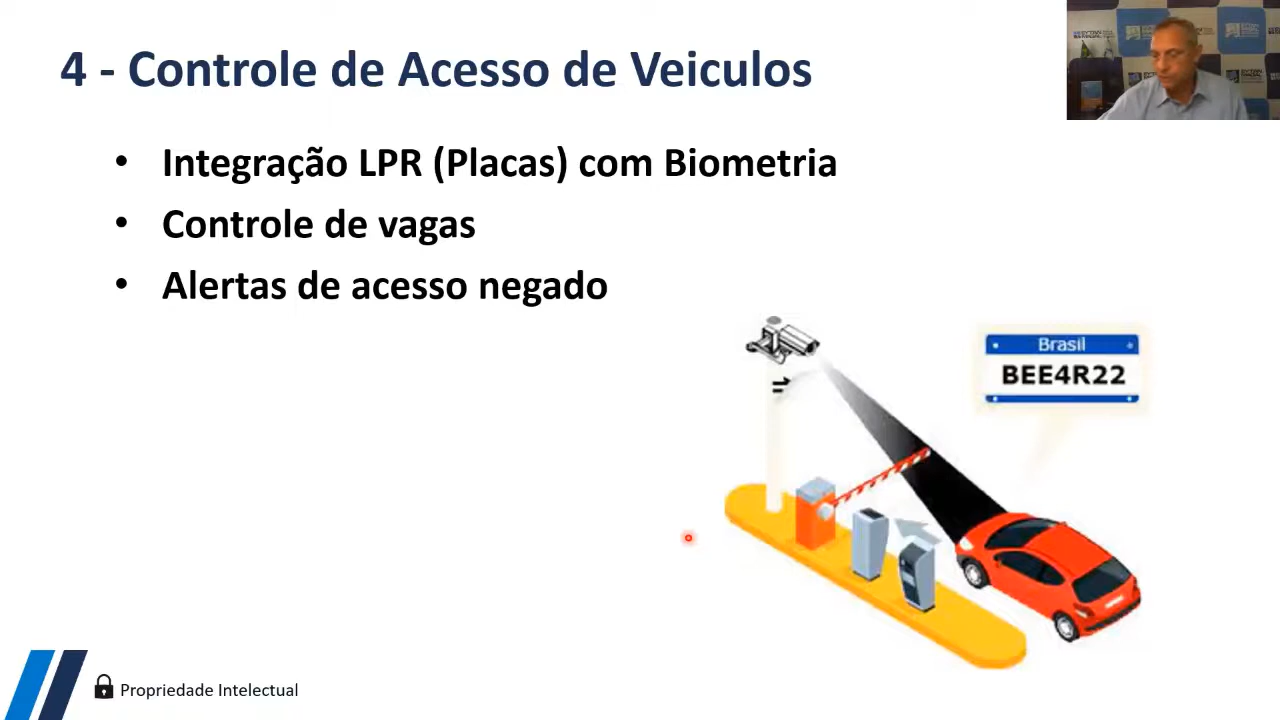 4 - Controle de Acesso de Veiculos
• Integração LPR (Placas) com Biometria
• Controle de vagas
• Alertas de acesso negado
Brasil
BEE4R22
Propriedade Intelectual